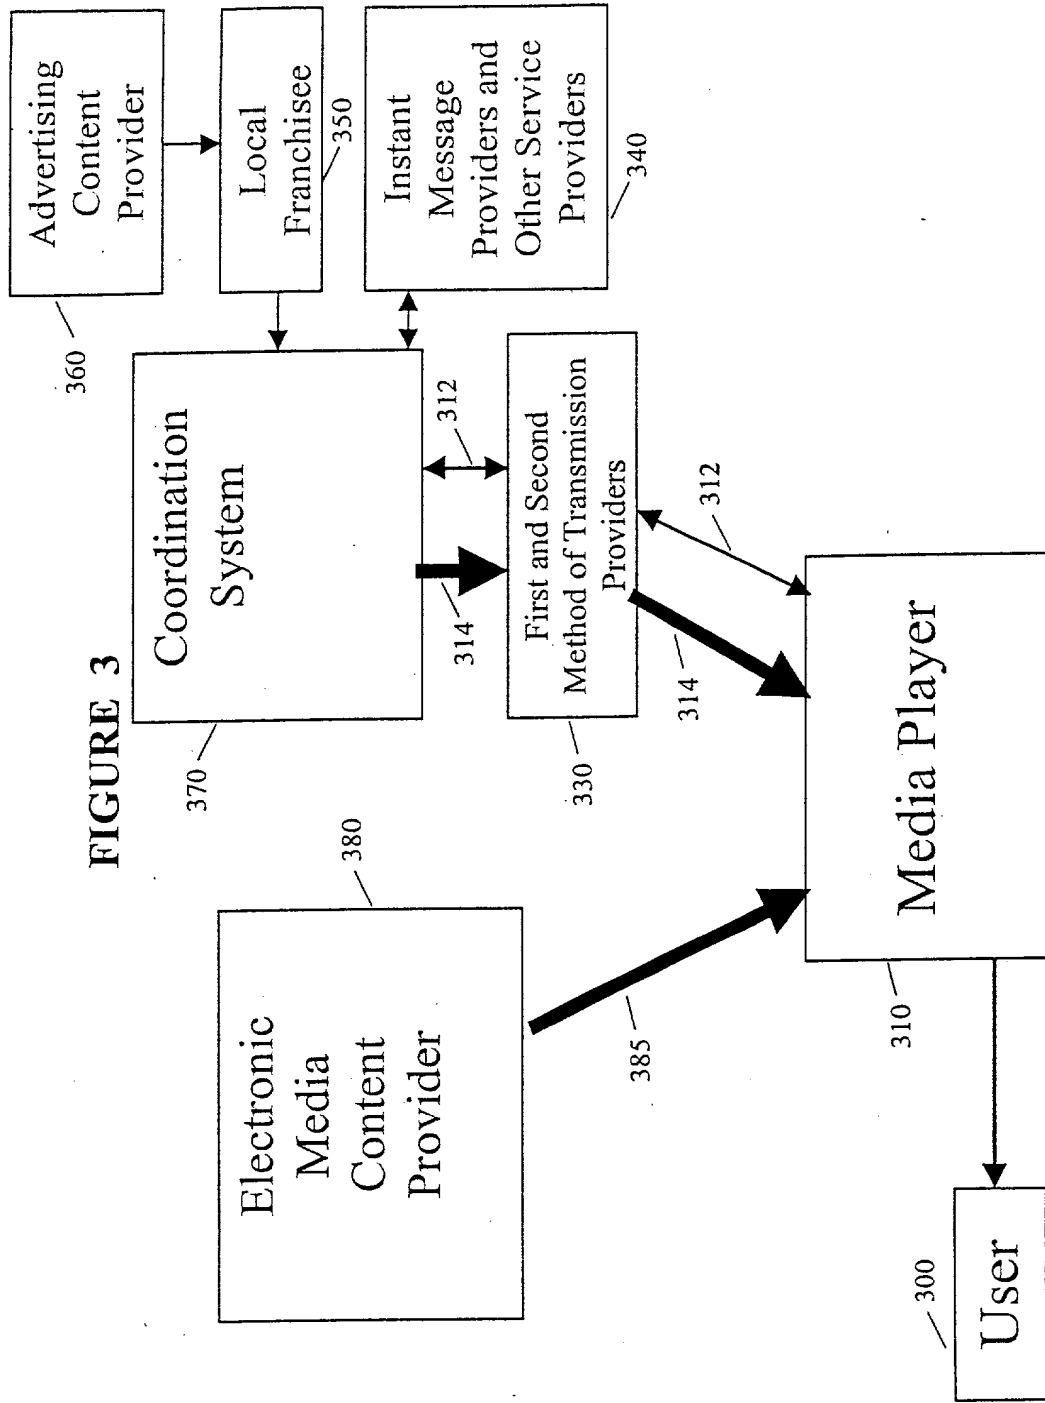 FIGURE 3
Electronic
Media
Content
Provider
380
385
Coordination
System
370
314
312
First and Second
Method of Transmission
Providers
330
314
312
Advertising
Content
Provider
360
Local
Franchisee
350
Instant
Message
Providers and
Other Service
Providers
340
Media Player
310
User
300